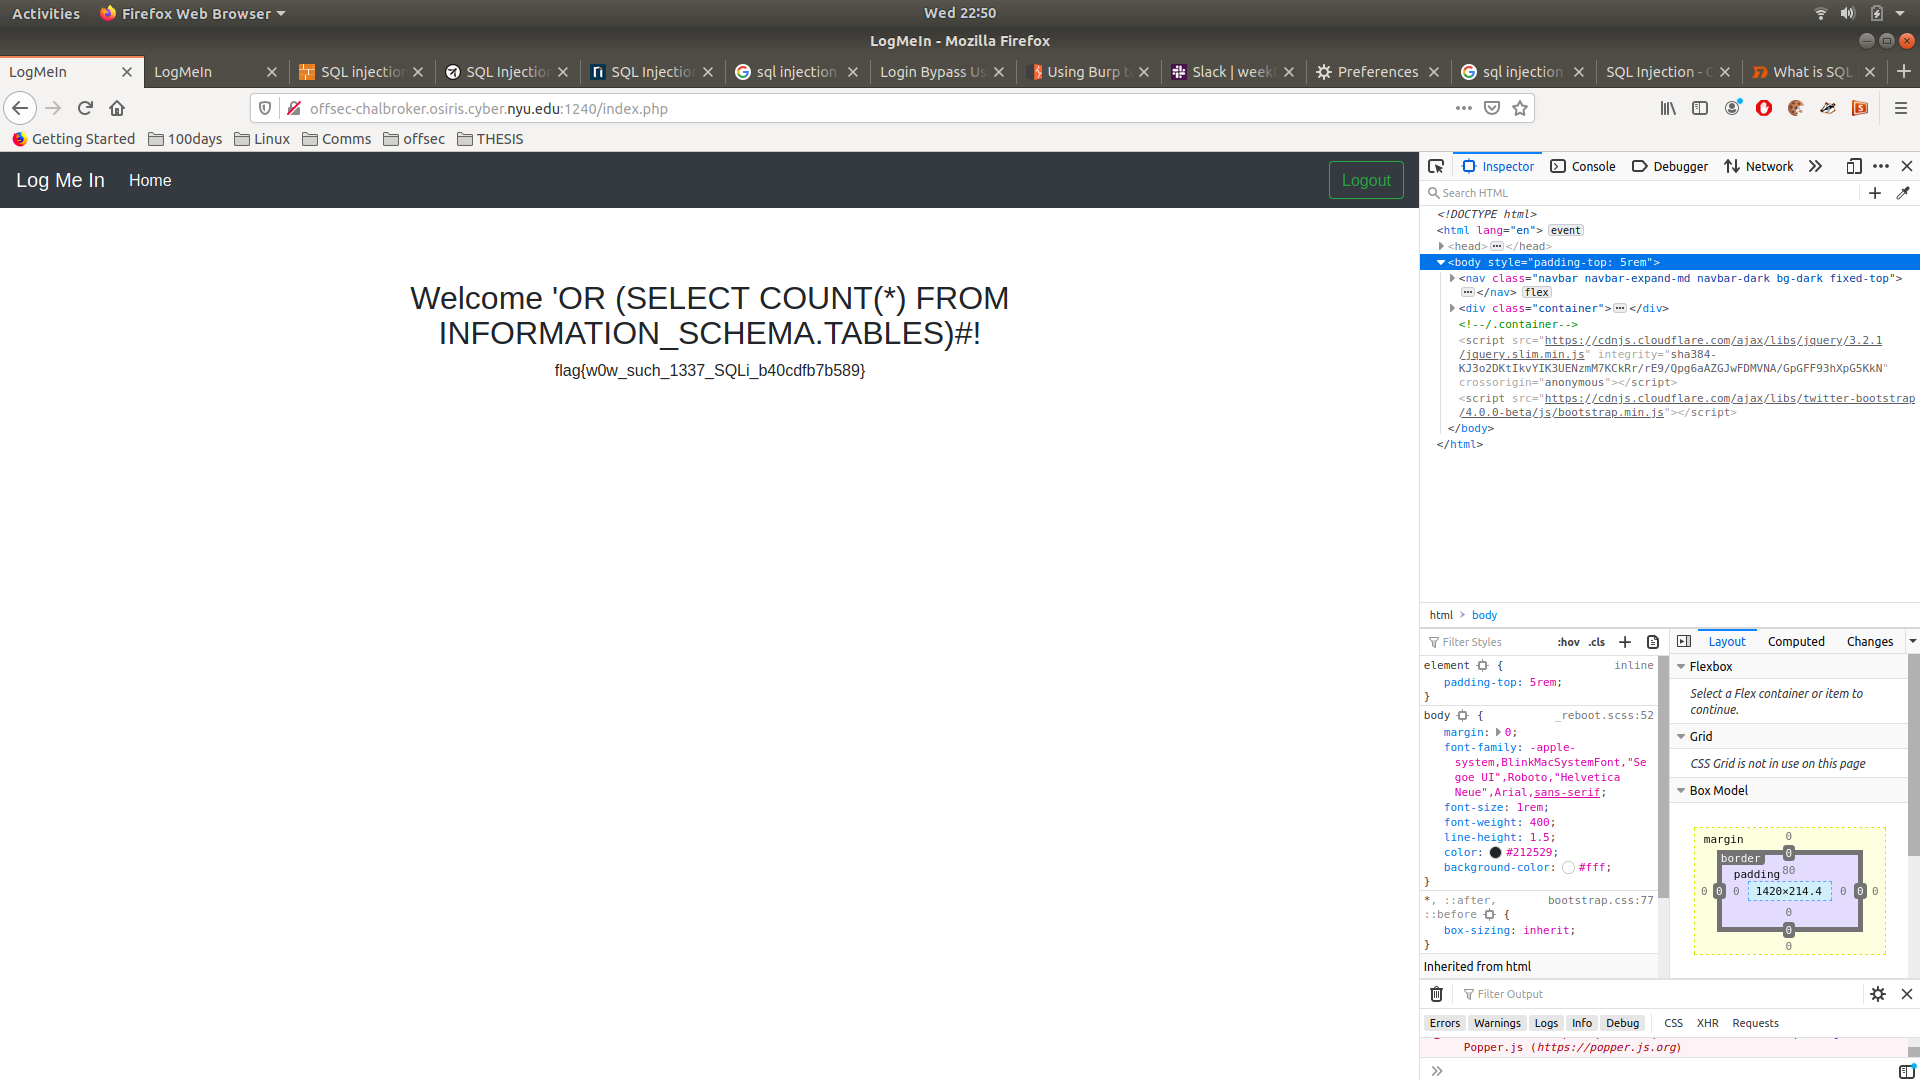 Activities Firefox Web Browser Wed 22:50
LogMeIn - Mozilla Firefox
LogMeIn LogMeIn SQL injection SQL Injection SQL Injection sql injection Login Bypass Us Using Burp to Slack | week Preferences sql injection SQL Injection - What is SQL
offsec-chalbroker.osiris.cyber.nyu.edu:1240/index.php
Getting Started 100days Linux Comms offsec THESIS
Log Me In Home Logout
Welcome 'OR (SELECT COUNT(*) FROM
INFORMATION_SCHEMA.TABLES)#!
flag{w0w_such_1337_SQLi_b40cdfb7b589}
Inspector Console Debugger Network
Search HTML
<!DOCTYPE html>
<html lang="en"> event
<head> </head>
<body style="padding-top: 5rem">
<nav class="navbar navbar-expand-md navbar-dark bg-dark fixed-top">
</nav> flex
<div class="container"> </div>
<!--/.container-->
<script src="https://cdnjs.cloudflare.com/ajax/libs/jquery/3.2.1
/jquery.slim.min.js" integrity="sha384-
KJ3o2DKtIkvYIK3UENzmM7KCkRr/rE9/Qpg6aAZGJwFDMVNA/GpGFF93hXpG5KkN"
crossorigin="anonymous"></script>
<script src="https://cdnjs.cloudflare.com/ajax/libs/twitter-bootstrap
/4.0.0-beta/js/bootstrap.min.js"></script>
</body>
</html>
html body
Filter Styles :hov .cls
element { inline
padding-top: 5rem;
}
body { _reboot.scss:52
margin: 0;
font-family: -apple-
system,BlinkMacSystemFont,"Se
goe UI",Roboto,"Helvetica
Neue",Arial,sans-serif;
font-size: 1rem;
font-weight: 400;
line-height: 1.5;
color: #212529;
background-color: #fff;
}
*, ::after, bootstrap.css:77
::before {
box-sizing: inherit;
}
Inherited from html
Layout Computed Changes
Flexbox
Select a Flex container or item to
continue.
Grid
CSS Grid is not in use on this page
Box Model
margin 0
border 0
padding 80
0 0 0 1420×214.4 0 0 0
0
0
0
Filter Output
Errors Warnings Logs Info Debug CSS XHR Requests
Popper.js (https://popper.js.org)